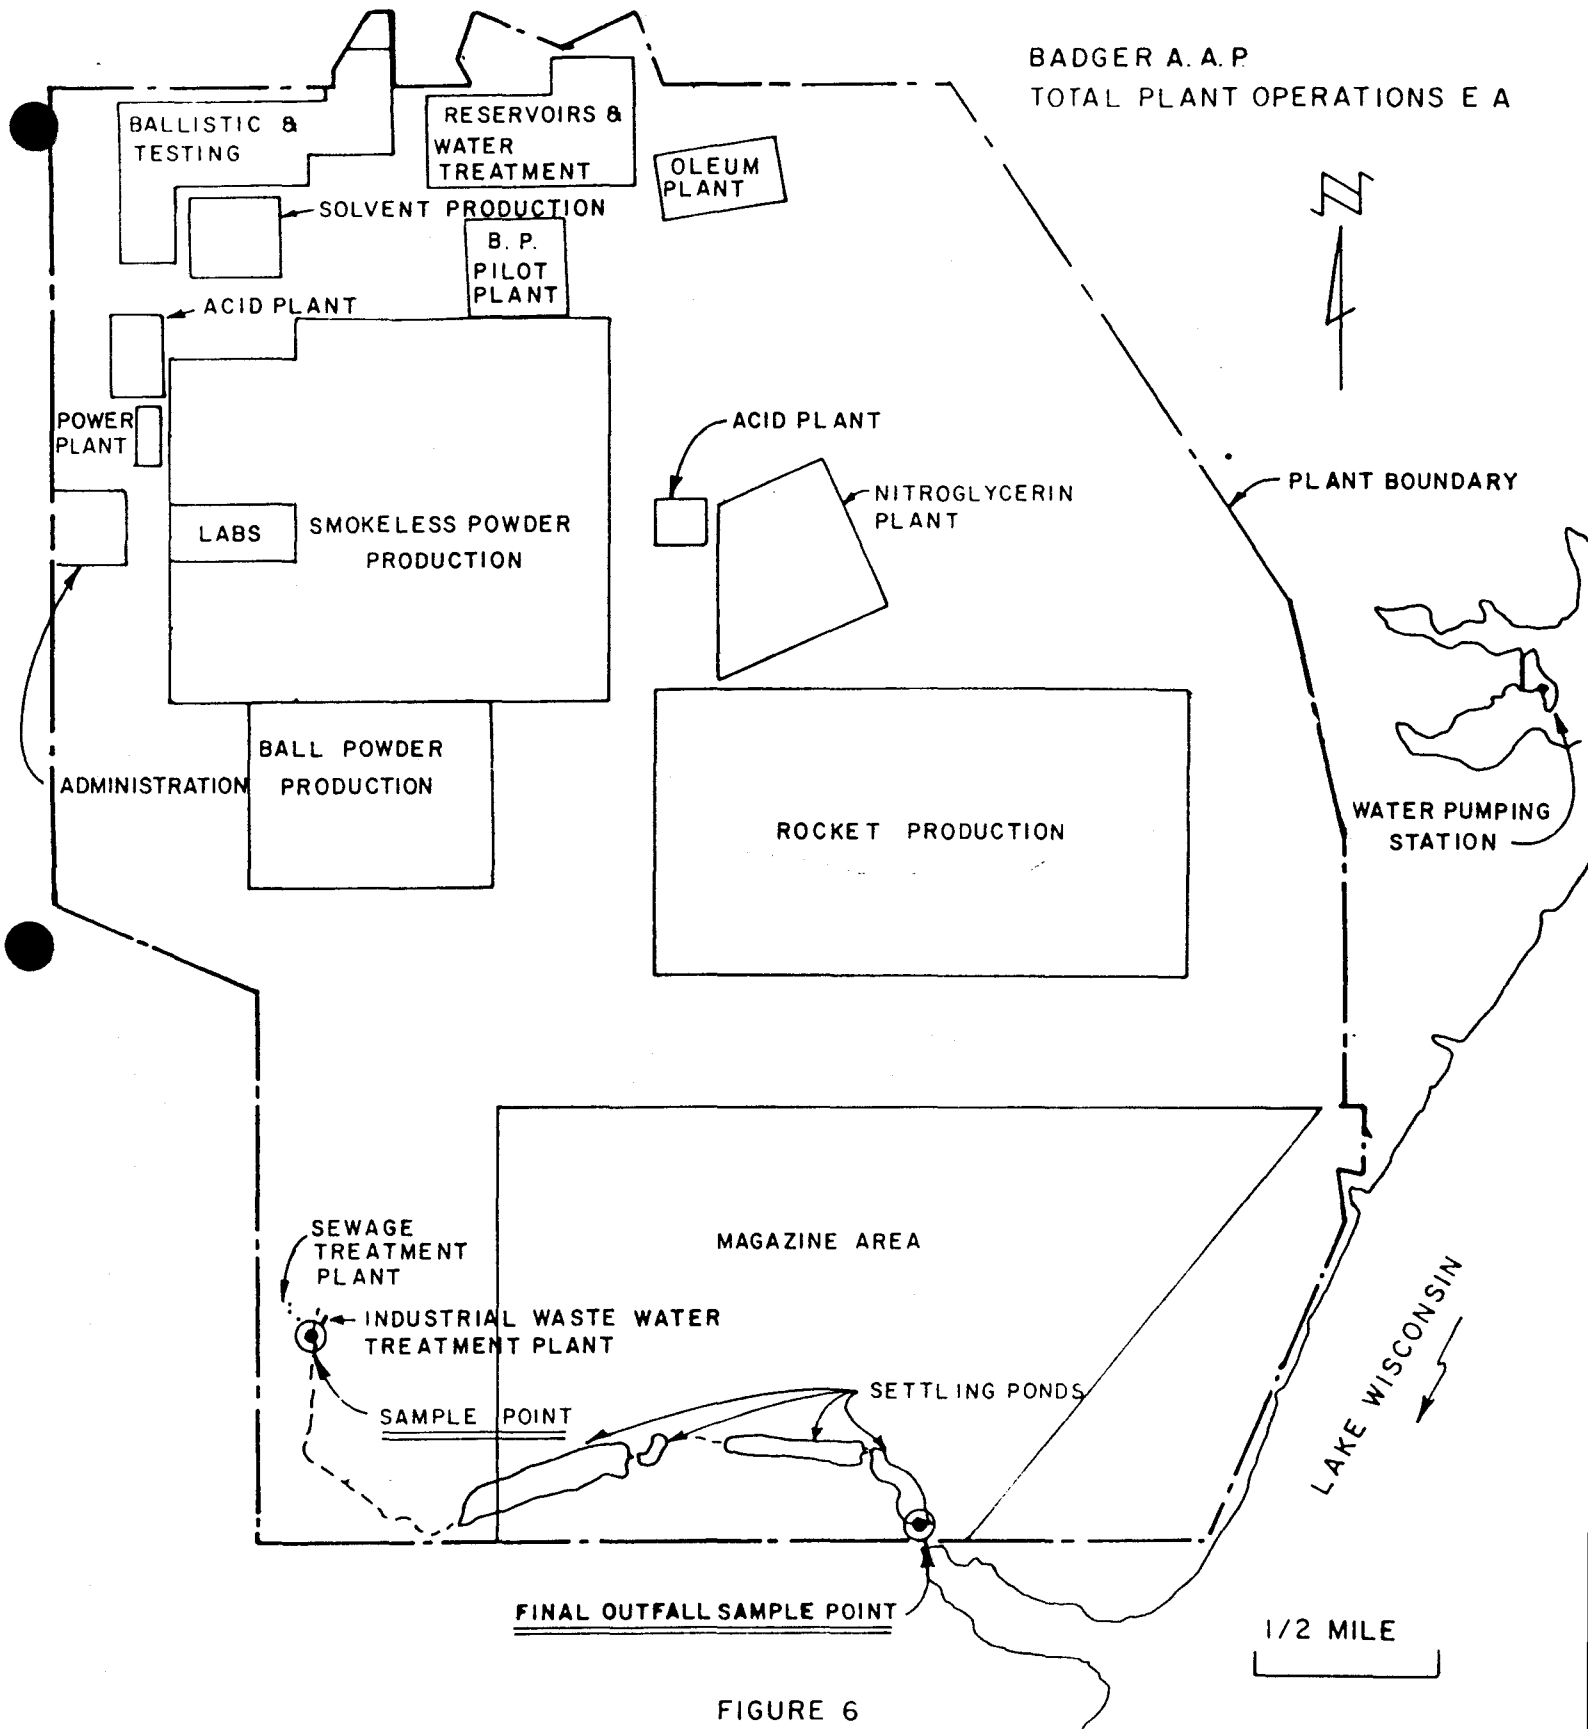 BADGER A. A. P.
TOTAL PLANT OPERATIONS E A
BALLISTIC &
TESTING
RESERVOIRS &
WATER
TREATMENT
OLEUM
PLANT
SOLVENT PRODUCTION
B. P.
PILOT
PLANT
ACID PLANT
POWER
PLANT
ACID PLANT
NITROGLYCERIN
PLANT
PLANT BOUNDARY
LABS
SMOKELESS POWDER
PRODUCTION
BALL POWDER
PRODUCTION
ADMINISTRATION
ROCKET PRODUCTION
WATER PUMPING
STATION
SEWAGE
TREATMENT
PLANT
MAGAZINE AREA
INDUSTRIAL WASTE WATER
TREATMENT PLANT
SETTLING PONDS
SAMPLE POINT
LAKE WISCONSIN
FINAL OUTFALL SAMPLE POINT
1/2 MILE
FIGURE 6
N